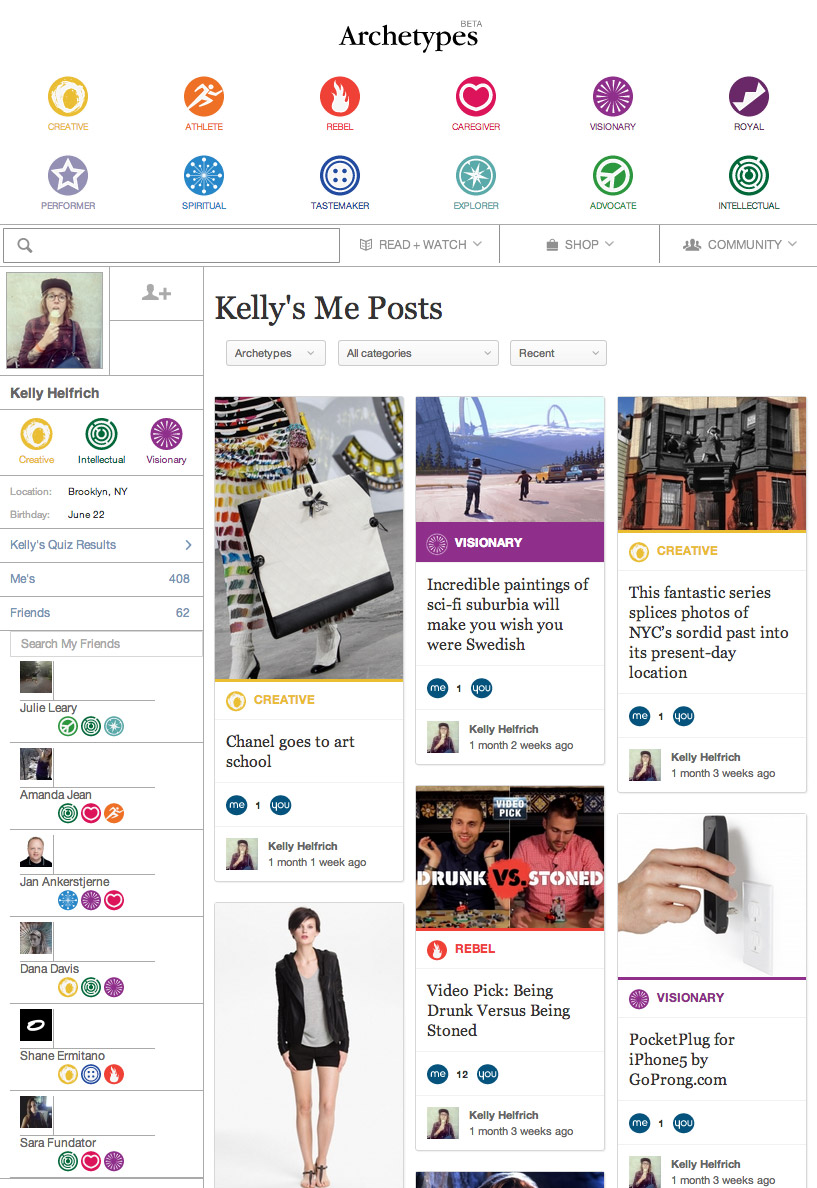 Archetypes BETA
CREATIVE
ATHLETE
REBEL
CAREGIVER
VISIONARY
ROYAL
PERFORMER
SPIRITUAL
TASTEMAKER
EXPLORER
ADVOCATE
INTELLECTUAL
READ + WATCH
SHOP
COMMUNITY
Kelly Helfrich
Creative
Intellectual
Visionary
Location: Brooklyn, NY
Birthday: June 22
Kelly's Quiz Results
Me's 408
Friends 62
Search My Friends
Julie Leary
Amanda Jean
Jan Ankerstjerne
Dana Davis
Shane Ermitano
Sara Fundator
Kelly's Me Posts
Archetypes
All categories
Recent
CREATIVE
Chanel goes to art
school
me 1 you
Kelly Helfrich
1 month 1 week ago
VISIONARY
Incredible paintings of
sci-fi suburbia will
make you wish you
were Swedish
me 1 you
Kelly Helfrich
1 month 2 weeks ago
VIDEO
PICK
DRUNK VS. STONED
REBEL
Video Pick: Being
Drunk Versus Being
Stoned
me 12 you
Kelly Helfrich
1 month 3 weeks ago
CREATIVE
This fantastic series
splices photos of
NYC's sordid past into
its present-day
location
me 1 you
Kelly Helfrich
1 month 3 weeks ago
VISIONARY
PocketPlug for
iPhone5 by
GoProng.com
me 1 you
Kelly Helfrich
1 month 3 weeks ago